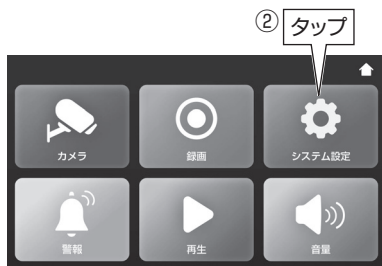 ② タップ
カメラ
録画
システム設定
警報
再生
音量